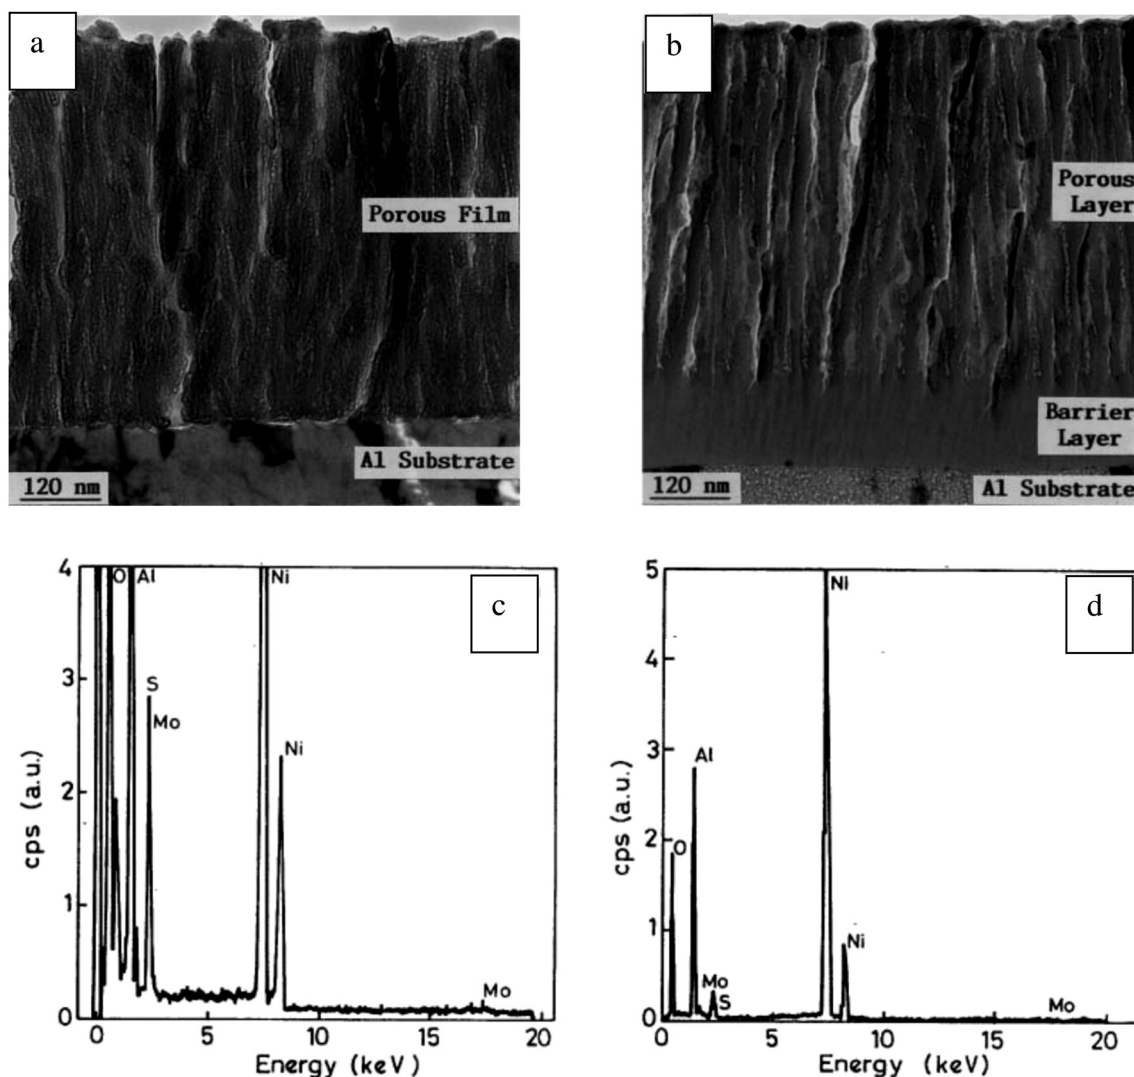 a
Porous Film
Al Substrate
120 nm
b
Porous
Layer
Barrier
Layer
Al Substrate
120 nm
c
4
3
2
1
0
cps (a.u.)
O
Al
S
Mo
Ni
Ni
Mo
0
5
10
15
20
Energy (keV)
d
5
4
3
2
1
0
cps (a.u.)
O
Al
Mo
S
Ni
Ni
Mo
0
5
10
15
20
Energy (keV)